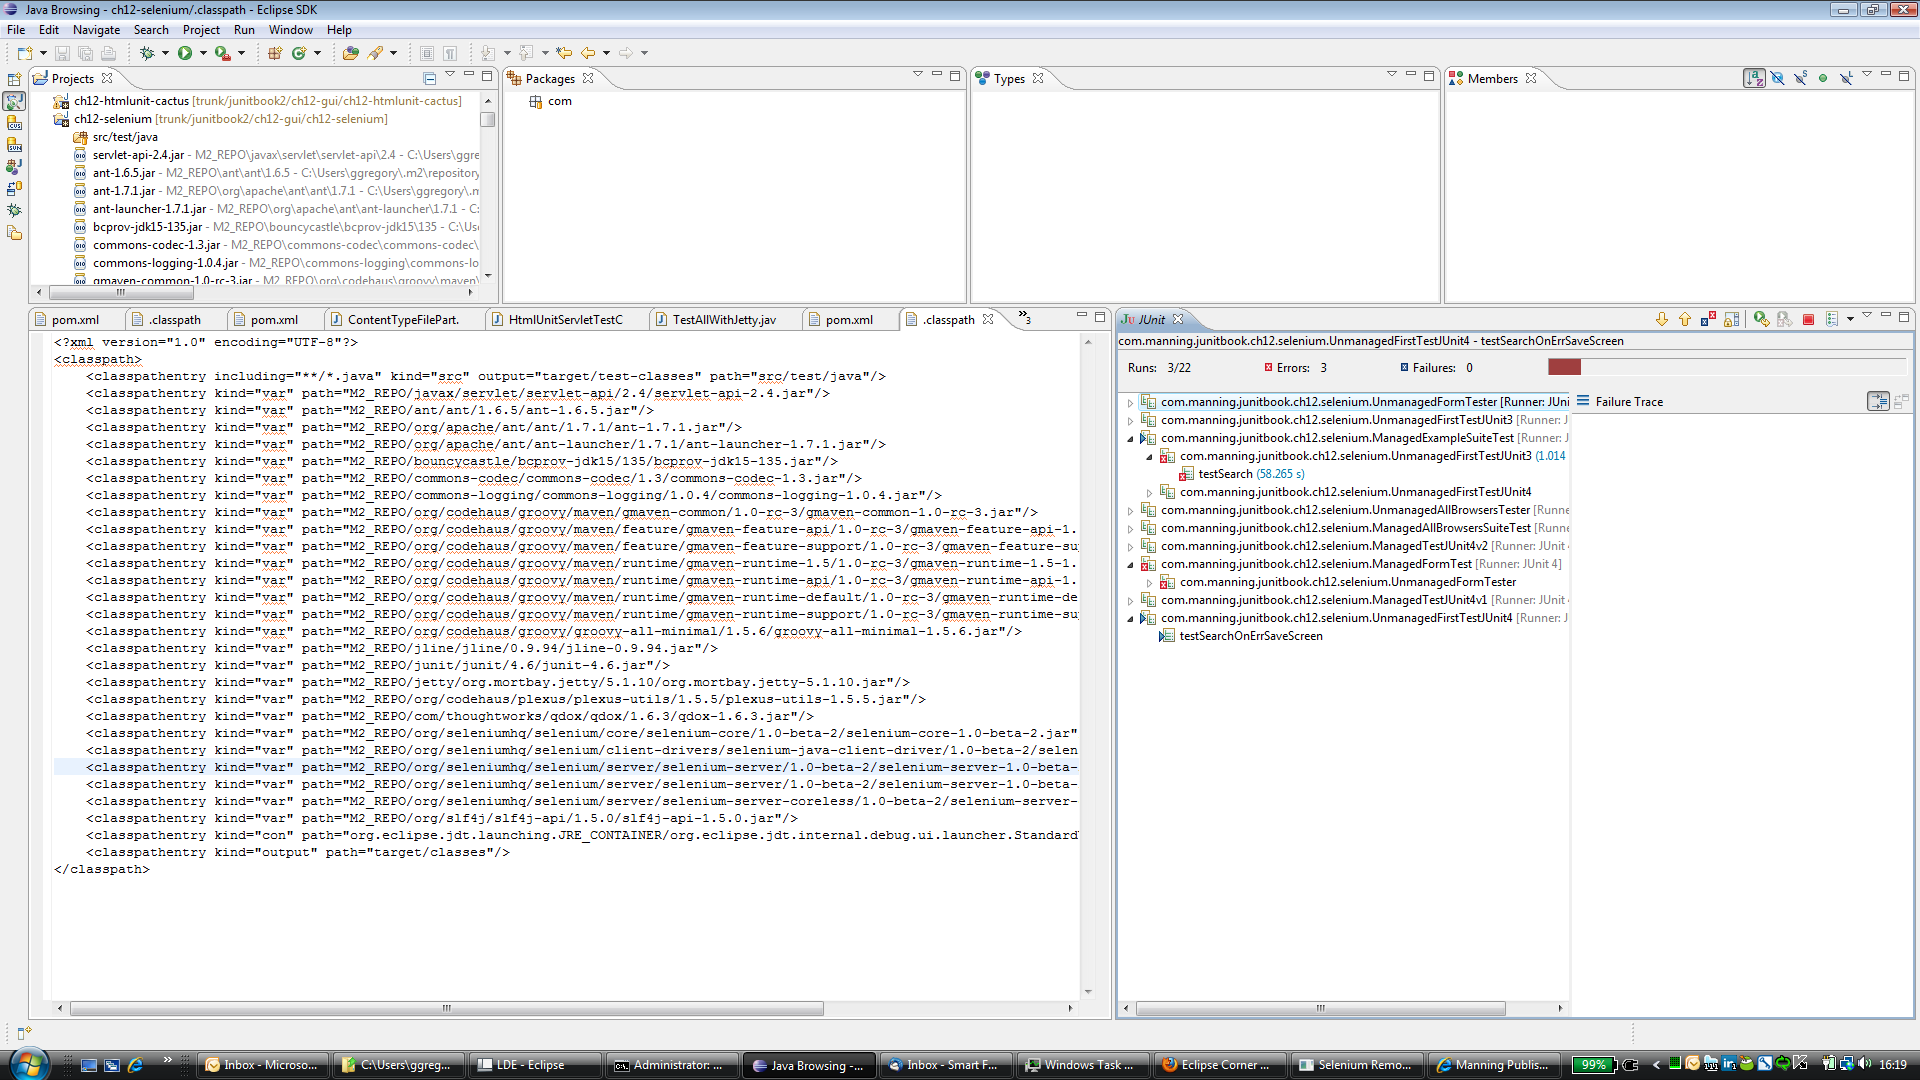 Java Browsing - ch12-selenium/.classpath - Eclipse SDK
File Edit Navigate Search Project Run Window Help
Projects
ch12-htmlunit-cactus [trunk/junitbook2/ch12-gui/ch12-htmlunit-cactus]
ch12-selenium [trunk/junitbook2/ch12-gui/ch12-selenium]
src/test/java
servlet-api-2.4.jar - M2_REPO\javax\servlet\servlet-api\2.4 - C:\Users\ggre
ant-1.6.5.jar - M2_REPO\ant\ant\1.6.5 - C:\Users\ggregory\.m2\repository
ant-1.7.1.jar - M2_REPO\org\apache\ant\ant\1.7.1 - C:\Users\ggregory\.m
ant-launcher-1.7.1.jar - M2_REPO\org\apache\ant\ant-launcher\1.7.1 - C:
bcprov-jdk15-135.jar - M2_REPO\bouncycastle\bcprov-jdk15\135 - C:\Use
commons-codec-1.3.jar - M2_REPO\commons-codec\commons-codec\
commons-logging-1.0.4.jar - M2_REPO\commons-logging\commons-lo
gmaven-common-1.0-rc-3.jar - M2_REPO\org\codehaus\groovy\maven\
Packages
com
Types
Members
pom.xml .classpath pom.xml ContentTypeFilePart. HtmlUnitServletTestC TestAllWithJetty.jav pom.xml .classpath »3
<?xml version="1.0" encoding="UTF-8"?>
<classpath>
<classpathentry including="**/*.java" kind="src" output="target/test-classes" path="src/test/java"/>
<classpathentry kind="var" path="M2_REPO/javax/servlet/servlet-api/2.4/servlet-api-2.4.jar"/>
<classpathentry kind="var" path="M2_REPO/ant/ant/1.6.5/ant-1.6.5.jar"/>
<classpathentry kind="var" path="M2_REPO/org/apache/ant/ant/1.7.1/ant-1.7.1.jar"/>
<classpathentry kind="var" path="M2_REPO/org/apache/ant/ant-launcher/1.7.1/ant-launcher-1.7.1.jar"/>
<classpathentry kind="var" path="M2_REPO/bouncycastle/bcprov-jdk15/135/bcprov-jdk15-135.jar"/>
<classpathentry kind="var" path="M2_REPO/commons-codec/commons-codec/1.3/commons-codec-1.3.jar"/>
<classpathentry kind="var" path="M2_REPO/commons-logging/commons-logging/1.0.4/commons-logging-1.0.4.jar"/>
<classpathentry kind="var" path="M2_REPO/org/codehaus/groovy/maven/gmaven-common/1.0-rc-3/gmaven-common-1.0-rc-3.jar"/>
<classpathentry kind="var" path="M2_REPO/org/codehaus/groovy/maven/feature/gmaven-feature-api/1.0-rc-3/gmaven-feature-api-1.
<classpathentry kind="var" path="M2_REPO/org/codehaus/groovy/maven/feature/gmaven-feature-support/1.0-rc-3/gmaven-feature-su
<classpathentry kind="var" path="M2_REPO/org/codehaus/groovy/maven/runtime/gmaven-runtime-1.5/1.0-rc-3/gmaven-runtime-1.5-1.
<classpathentry kind="var" path="M2_REPO/org/codehaus/groovy/maven/runtime/gmaven-runtime-api/1.0-rc-3/gmaven-runtime-api-1.
<classpathentry kind="var" path="M2_REPO/org/codehaus/groovy/maven/runtime/gmaven-runtime-default/1.0-rc-3/gmaven-runtime-de
<classpathentry kind="var" path="M2_REPO/org/codehaus/groovy/maven/runtime/gmaven-runtime-support/1.0-rc-3/gmaven-runtime-su
<classpathentry kind="var" path="M2_REPO/org/codehaus/groovy/groovy-all-minimal/1.5.6/groovy-all-minimal-1.5.6.jar"/>
<classpathentry kind="var" path="M2_REPO/jline/jline/0.9.94/jline-0.9.94.jar"/>
<classpathentry kind="var" path="M2_REPO/junit/junit/4.6/junit-4.6.jar"/>
<classpathentry kind="var" path="M2_REPO/jetty/org.mortbay.jetty/5.1.10/org.mortbay.jetty-5.1.10.jar"/>
<classpathentry kind="var" path="M2_REPO/org/codehaus/plexus/plexus-utils/1.5.5/plexus-utils-1.5.5.jar"/>
<classpathentry kind="var" path="M2_REPO/com/thoughtworks/qdox/qdox/1.6.3/qdox-1.6.3.jar"/>
<classpathentry kind="var" path="M2_REPO/org/seleniumhq/selenium/core/selenium-core/1.0-beta-2/selenium-core-1.0-beta-2.jar"
<classpathentry kind="var" path="M2_REPO/org/seleniumhq/selenium/client-drivers/selenium-java-client-driver/1.0-beta-2/selen
<classpathentry kind="var" path="M2_REPO/org/seleniumhq/selenium/server/selenium-server/1.0-beta-2/selenium-server-1.0-beta-
<classpathentry kind="var" path="M2_REPO/org/seleniumhq/selenium/server/selenium-server/1.0-beta-2/selenium-server-1.0-beta-
<classpathentry kind="var" path="M2_REPO/org/seleniumhq/selenium/server/selenium-server-coreless/1.0-beta-2/selenium-server-
<classpathentry kind="var" path="M2_REPO/org/slf4j/slf4j-api/1.5.0/slf4j-api-1.5.0.jar"/>
<classpathentry kind="con" path="org.eclipse.jdt.launching.JRE_CONTAINER/org.eclipse.jdt.internal.debug.ui.launcher.Standard
<classpathentry kind="output" path="target/classes"/>
</classpath>
JUnit
com.manning.junitbook.ch12.selenium.UnmanagedFirstTestJUnit4 - testSearchOnErrSaveScreen
Runs: 3/22 Errors: 3 Failures: 0
com.manning.junitbook.ch12.selenium.UnmanagedFormTester [Runner: JUni
com.manning.junitbook.ch12.selenium.UnmanagedFirstTestJUnit3 [Runner: J
com.manning.junitbook.ch12.selenium.ManagedExampleSuiteTest [Runner: J
com.manning.junitbook.ch12.selenium.UnmanagedFirstTestJUnit3 (1.014
testSearch (58.265 s)
com.manning.junitbook.ch12.selenium.UnmanagedFirstTestJUnit4
com.manning.junitbook.ch12.selenium.UnmanagedAllBrowsersTester [Runne
com.manning.junitbook.ch12.selenium.ManagedAllBrowsersSuiteTest [Runne
com.manning.junitbook.ch12.selenium.ManagedTestJUnit4v2 [Runner: JUnit
com.manning.junitbook.ch12.selenium.ManagedFormTest [Runner: JUnit 4]
com.manning.junitbook.ch12.selenium.UnmanagedFormTester
com.manning.junitbook.ch12.selenium.ManagedTestJUnit4v1 [Runner: JUnit
com.manning.junitbook.ch12.selenium.UnmanagedFirstTestJUnit4 [Runner: J
testSearchOnErrSaveScreen
Failure Trace
Inbox - Microso... C:\Users\ggreg... LDE - Eclipse Administrator: ... Java Browsing -... Inbox - Smart F... Windows Task ... Eclipse Corner ... Selenium Remo... Manning Publis... 99% 16:19